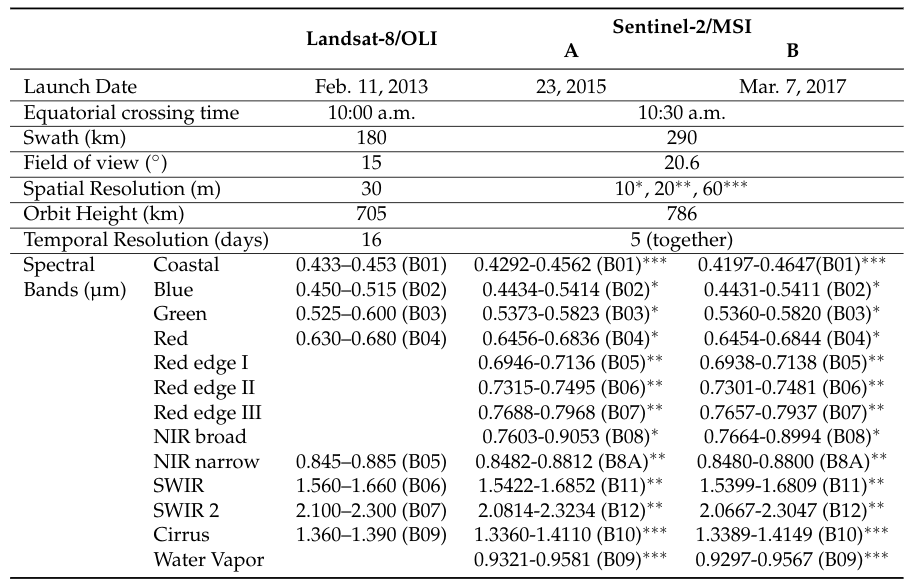 Landsat-8/OLI Sentinel-2/MSI
A B
Launch Date Feb. 11, 2013 23, 2015 Mar. 7, 2017
Equatorial crossing time 10:00 a.m. 10:30 a.m.
Swath (km) 180 290
Field of view (°) 15 20.6
Spatial Resolution (m) 30 10*, 20**, 60***
Orbit Height (km) 705 786
Temporal Resolution (days) 16 5 (together)
Spectral Coastal 0.433–0.453 (B01) 0.4292-0.4562 (B01)*** 0.4197-0.4647(B01)***
Bands (µm) Blue 0.450–0.515 (B02) 0.4434-0.5414 (B02)* 0.4431-0.5411 (B02)*
Green 0.525–0.600 (B03) 0.5373-0.5823 (B03)* 0.5360-0.5820 (B03)*
Red 0.630–0.680 (B04) 0.6456-0.6836 (B04)* 0.6454-0.6844 (B04)*
Red edge I 0.6946-0.7136 (B05)** 0.6938-0.7138 (B05)**
Red edge II 0.7315-0.7495 (B06)** 0.7301-0.7481 (B06)**
Red edge III 0.7688-0.7968 (B07)** 0.7657-0.7937 (B07)**
NIR broad 0.7603-0.9053 (B08)* 0.7664-0.8994 (B08)*
NIR narrow 0.845–0.885 (B05) 0.8482-0.8812 (B8A)** 0.8480-0.8800 (B8A)**
SWIR 1.560–1.660 (B06) 1.5422-1.6852 (B11)** 1.5399-1.6809 (B11)**
SWIR 2 2.100–2.300 (B07) 2.0814-2.3234 (B12)** 2.0667-2.3047 (B12)**
Cirrus 1.360–1.390 (B09) 1.3360-1.4110 (B10)*** 1.3389-1.4149 (B10)***
Water Vapor 0.9321-0.9581 (B09)*** 0.9297-0.9567 (B09)***